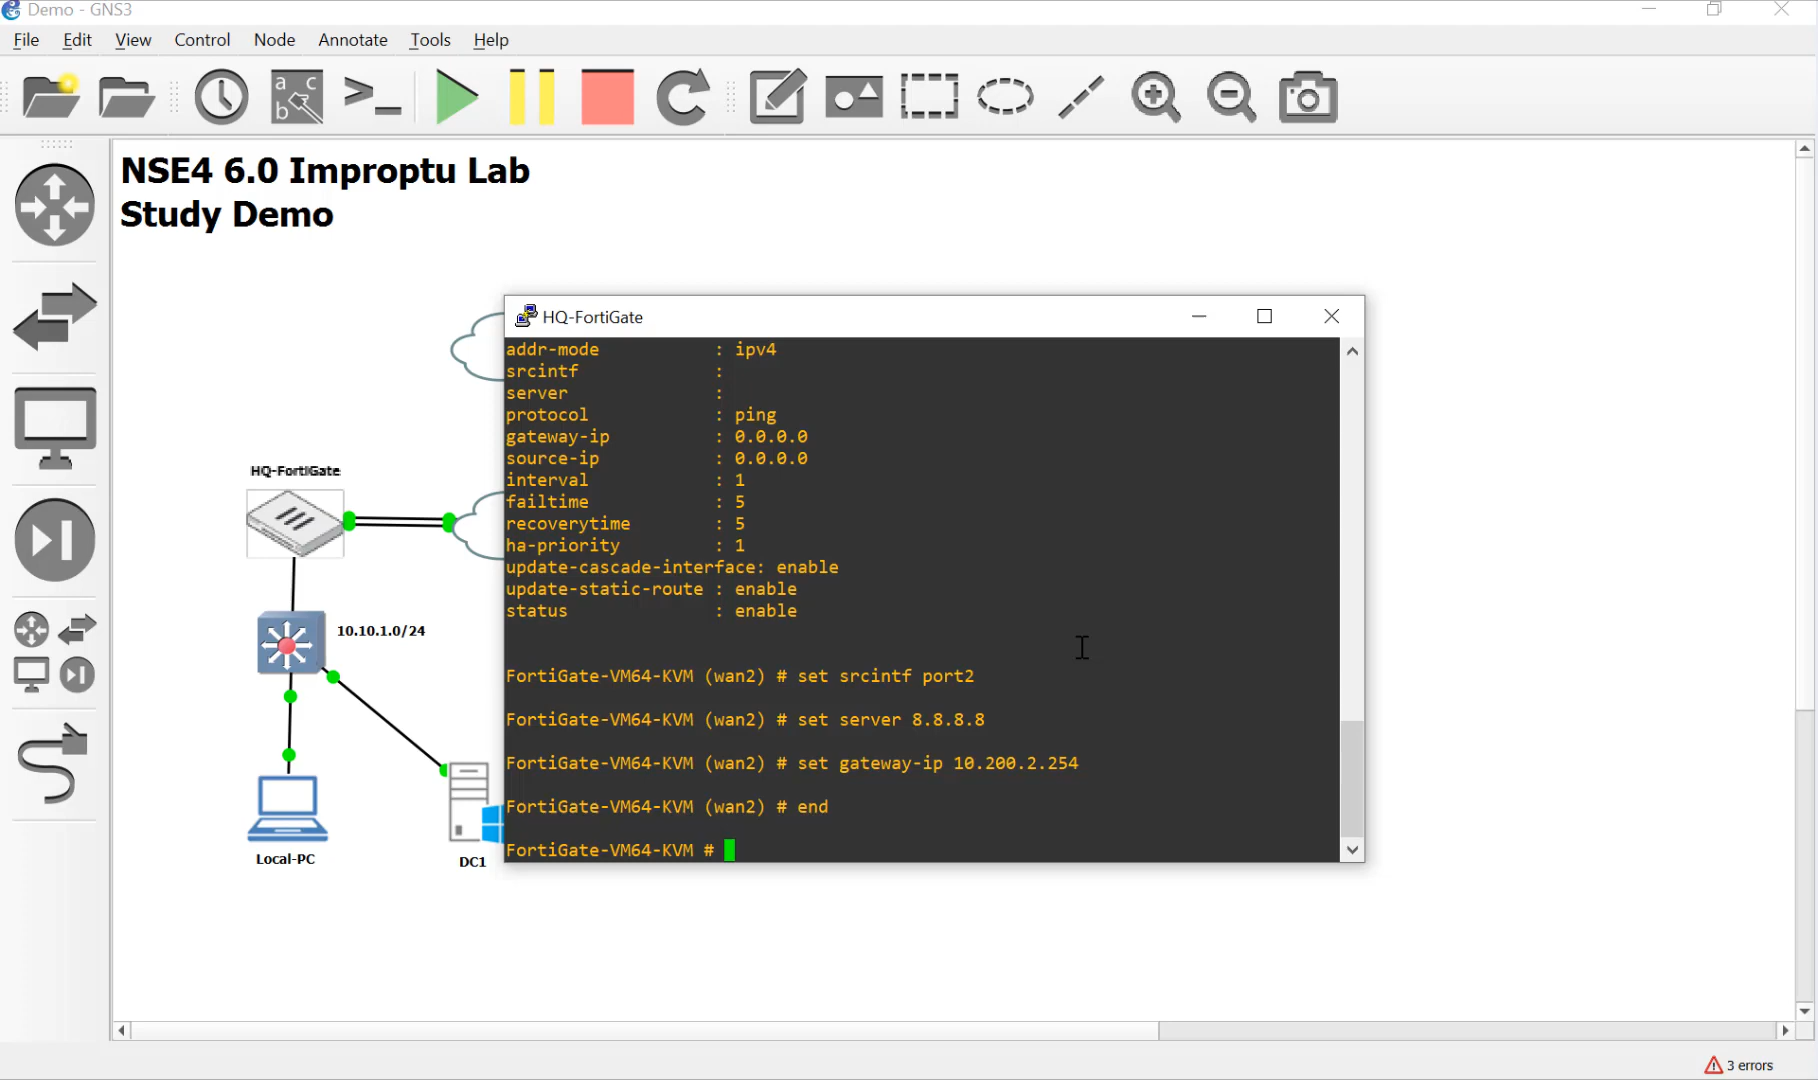 Demo - GNS3
File Edit View Control Node Annotate Tools Help
a c
b
>_
NSE4 6.0 Improptu Lab
Study Demo
HQ-FortiGate
10.10.1.0/24
Local-PC
DC1
HQ-FortiGate
addr-mode : ipv4
srcintf :
server :
protocol : ping
gateway-ip : 0.0.0.0
source-ip : 0.0.0.0
interval : 1
failtime : 5
recoverytime : 5
ha-priority : 1
update-cascade-interface: enable
update-static-route : enable
status : enable
FortiGate-VM64-KVM (wan2) # set srcintf port2
FortiGate-VM64-KVM (wan2) # set server 8.8.8.8
FortiGate-VM64-KVM (wan2) # set gateway-ip 10.200.2.254
FortiGate-VM64-KVM (wan2) # end
FortiGate-VM64-KVM #
3 errors